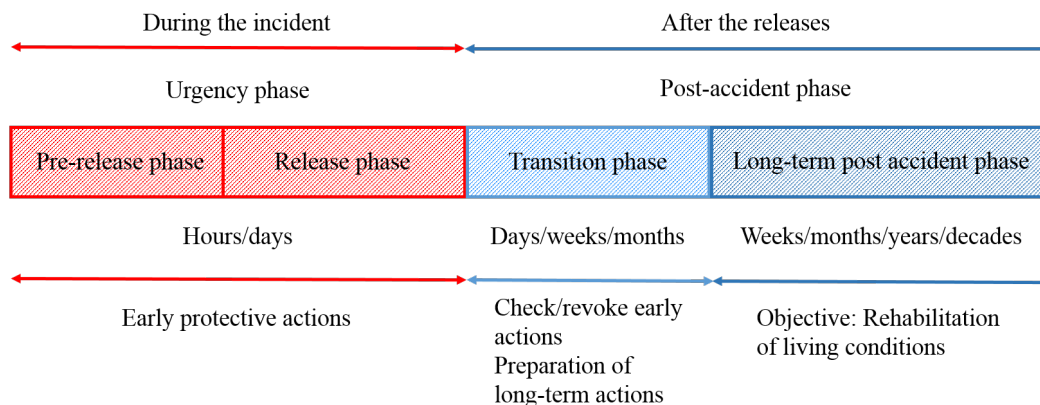 During the incident
After the releases
Urgency phase
Post-accident phase
Pre-release phase
Release phase
Transition phase
Long-term post accident phase
Hours/days
Days/weeks/months
Weeks/months/years/decades
Early protective actions
Check/revoke early
actions
Preparation of
long-term actions
Objective: Rehabilitation
of living conditions